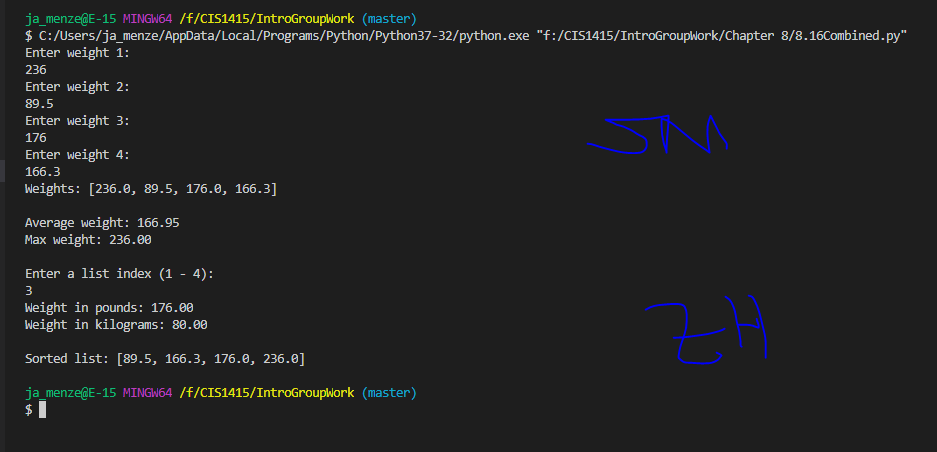 ja_menze@E-15 MINGW64 /f/CIS1415/IntroGroupWork (master)
$ C:/Users/ja_menze/AppData/Local/Programs/Python/Python37-32/python.exe "f:/CIS1415/IntroGroupWork/Chapter 8/8.16Combined.py"
Enter weight 1:
236
Enter weight 2:
89.5
Enter weight 3:
176
Enter weight 4:
166.3
Weights: [236.0, 89.5, 176.0, 166.3]
Average weight: 166.95
Max weight: 236.00
Enter a list index (1 - 4):
3
Weight in pounds: 176.00
Weight in kilograms: 80.00
Sorted list: [89.5, 166.3, 176.0, 236.0]
ja_menze@E-15 MINGW64 /f/CIS1415/IntroGroupWork (master)
$